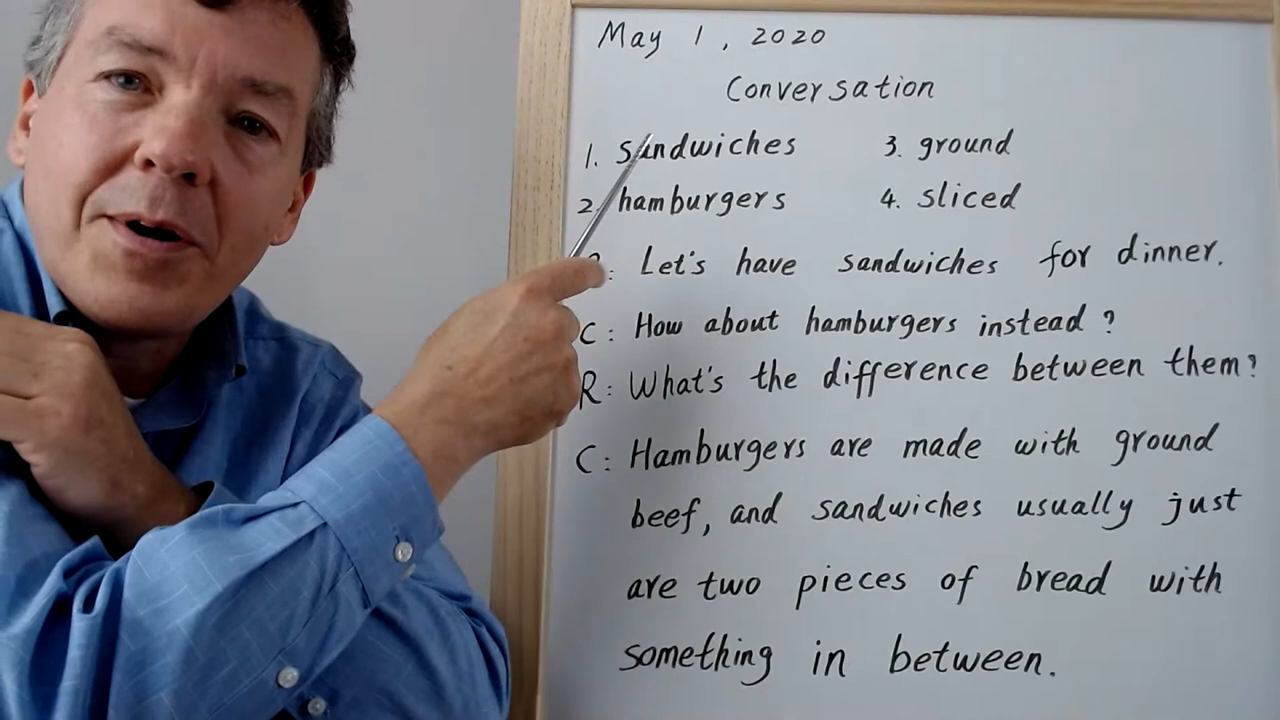 May 1, 2020
Conversation
1. sandwiches 3. ground
2. hamburgers 4. sliced
: Let's have sandwiches for dinner.
C: How about hamburgers instead?
R: What's the difference between them?
C: Hamburgers are made with ground
beef, and sandwiches usually just
are two pieces of bread with
something in between.